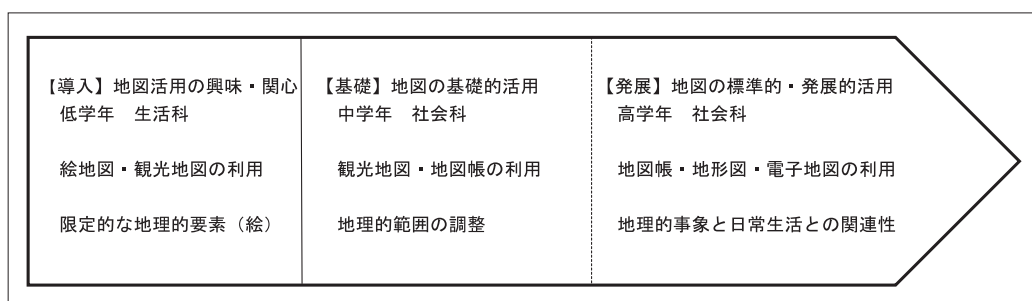 【導入】地図活用の興味・関心
低学年　生活科
絵地図・観光地図の利用
限定的な地理的要素（絵）
【基礎】地図の基礎的活用
中学年　社会科
観光地図・地図帳の利用
地理的範囲の調整
【発展】地図の標準的・発展的活用
高学年　社会科
地図帳・地形図・電子地図の利用
地理的事象と日常生活との関連性